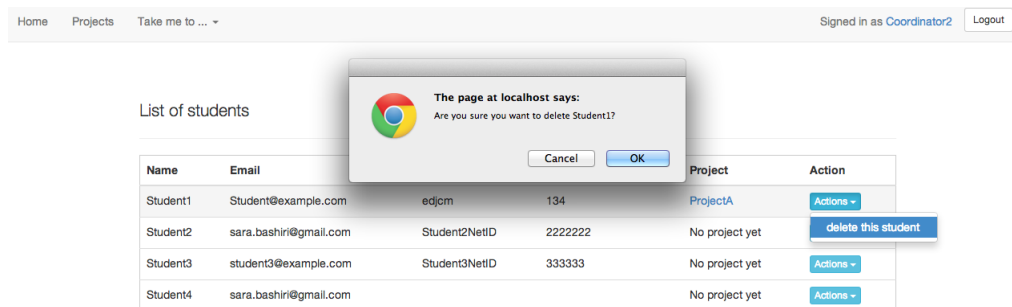 Home Projects Take me to ... Signed in as Coordinator2 Logout
The page at localhost says:
Are you sure you want to delete Student1?
Cancel OK
List of students
Name Email Project Action
Student1 Student@example.com edjcm 134 ProjectA Actions
delete this student
Student2 sara.bashiri@gmail.com Student2NetID 2222222 No project yet
Student3 student3@example.com Student3NetID 333333 No project yet Actions
Student4 sara.bashiri@gmail.com No project yet Actions